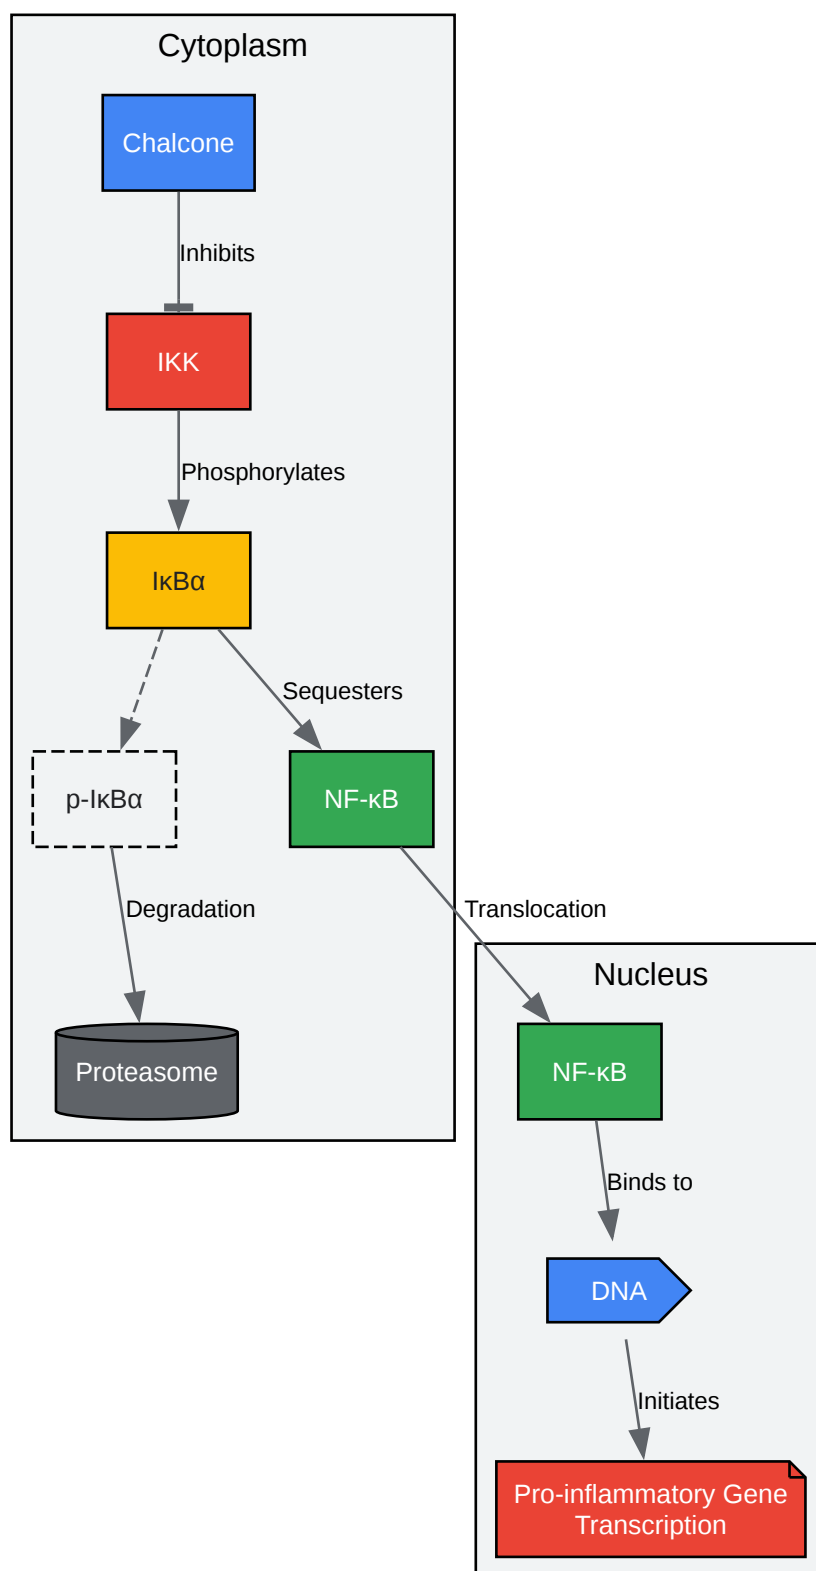 Cytoplasm
Chalcone
Inhibits
IKK
Phosphorylates
IκBα
Sequesters
p-IκBα
NF-κB
Degradation
Translocation
Nucleus
Proteasome
NF-κB
Binds to
DNA
Initiates
Pro-inflammatory Gene
Transcription